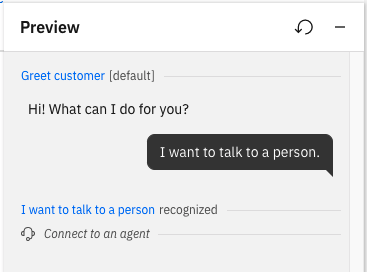 Preview
Greet customer [default]
Hi! What can I do for you?
I want to talk to a person.
I want to talk to a person recognized
Connect to an agent